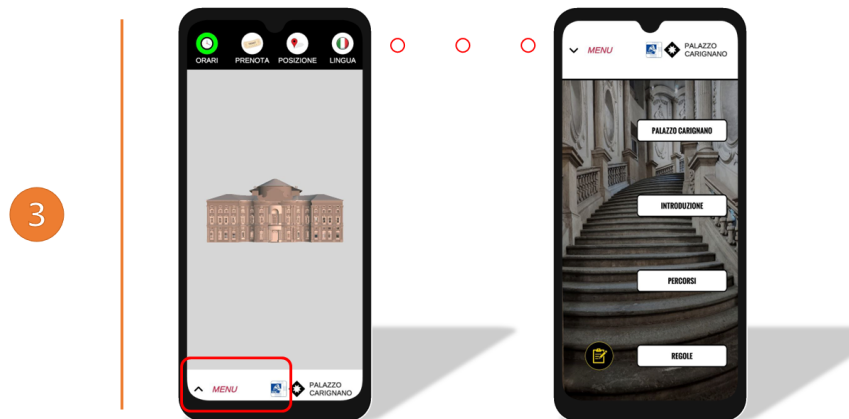 3
ORARI PRENOTA POSIZIONE LINGUA
MENU
PALAZZO
CARIGNANO
MENU
PALAZZO
CARIGNANO
PALAZZO CARIGNANO
INTRODUZIONE
PERCORSI
REGOLE